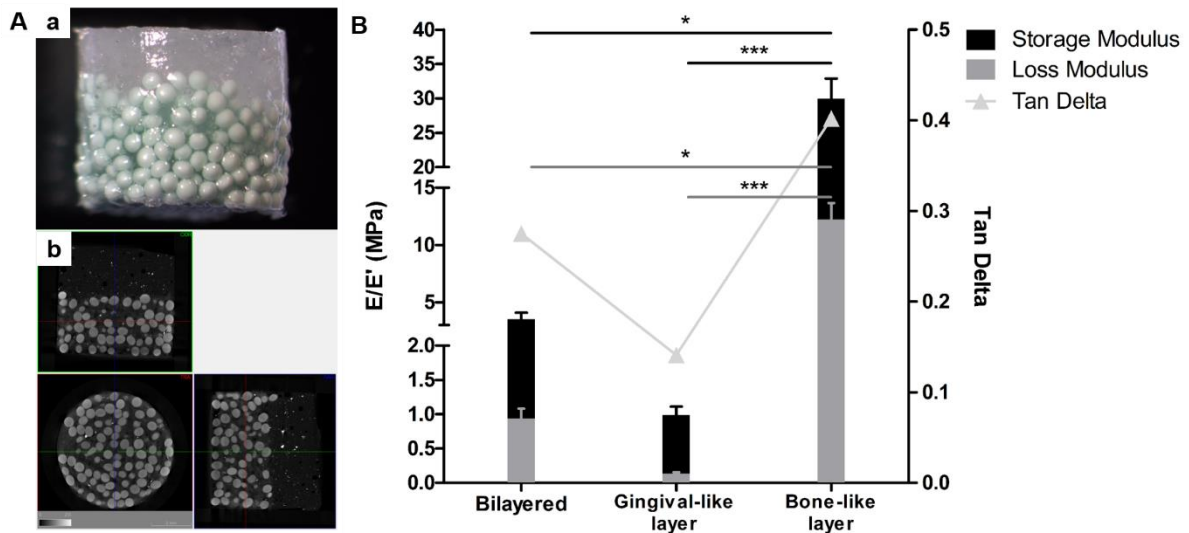 A
a
b
B
*
***
*
***
40
35
30
25
20
15
10
5
2.0
1.5
1.0
0.5
0.0
E/E' (MPa)
0.5
0.4
0.3
0.2
0.1
0.0
Tan Delta
Bilayered
Gingival-like
layer
Bone-like
layer
Storage Modulus
Loss Modulus
Tan Delta